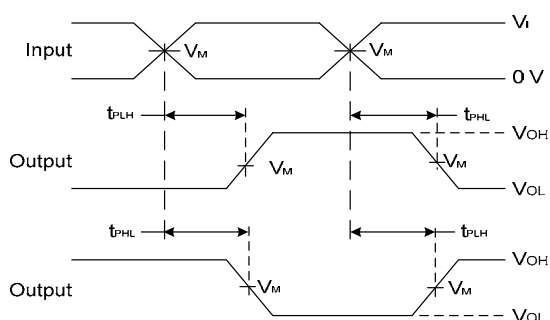 Input VM VM VI
0 V
tPLH tPHL
Output VM VM VOH
VOL
tPHL tPLH
Output VM VM VOH
VOL